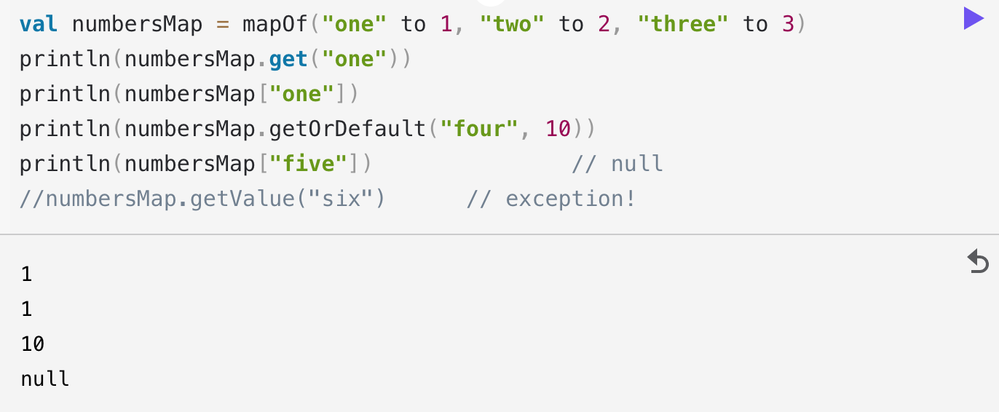 val numbersMap = mapOf("one" to 1, "two" to 2, "three" to 3)
println(numbersMap.get("one"))
println(numbersMap["one"])
println(numbersMap.getOrDefault("four", 10))
println(numbersMap["five"])               // null
//numbersMap.getValue("six")      // exception!
1
1
10
null